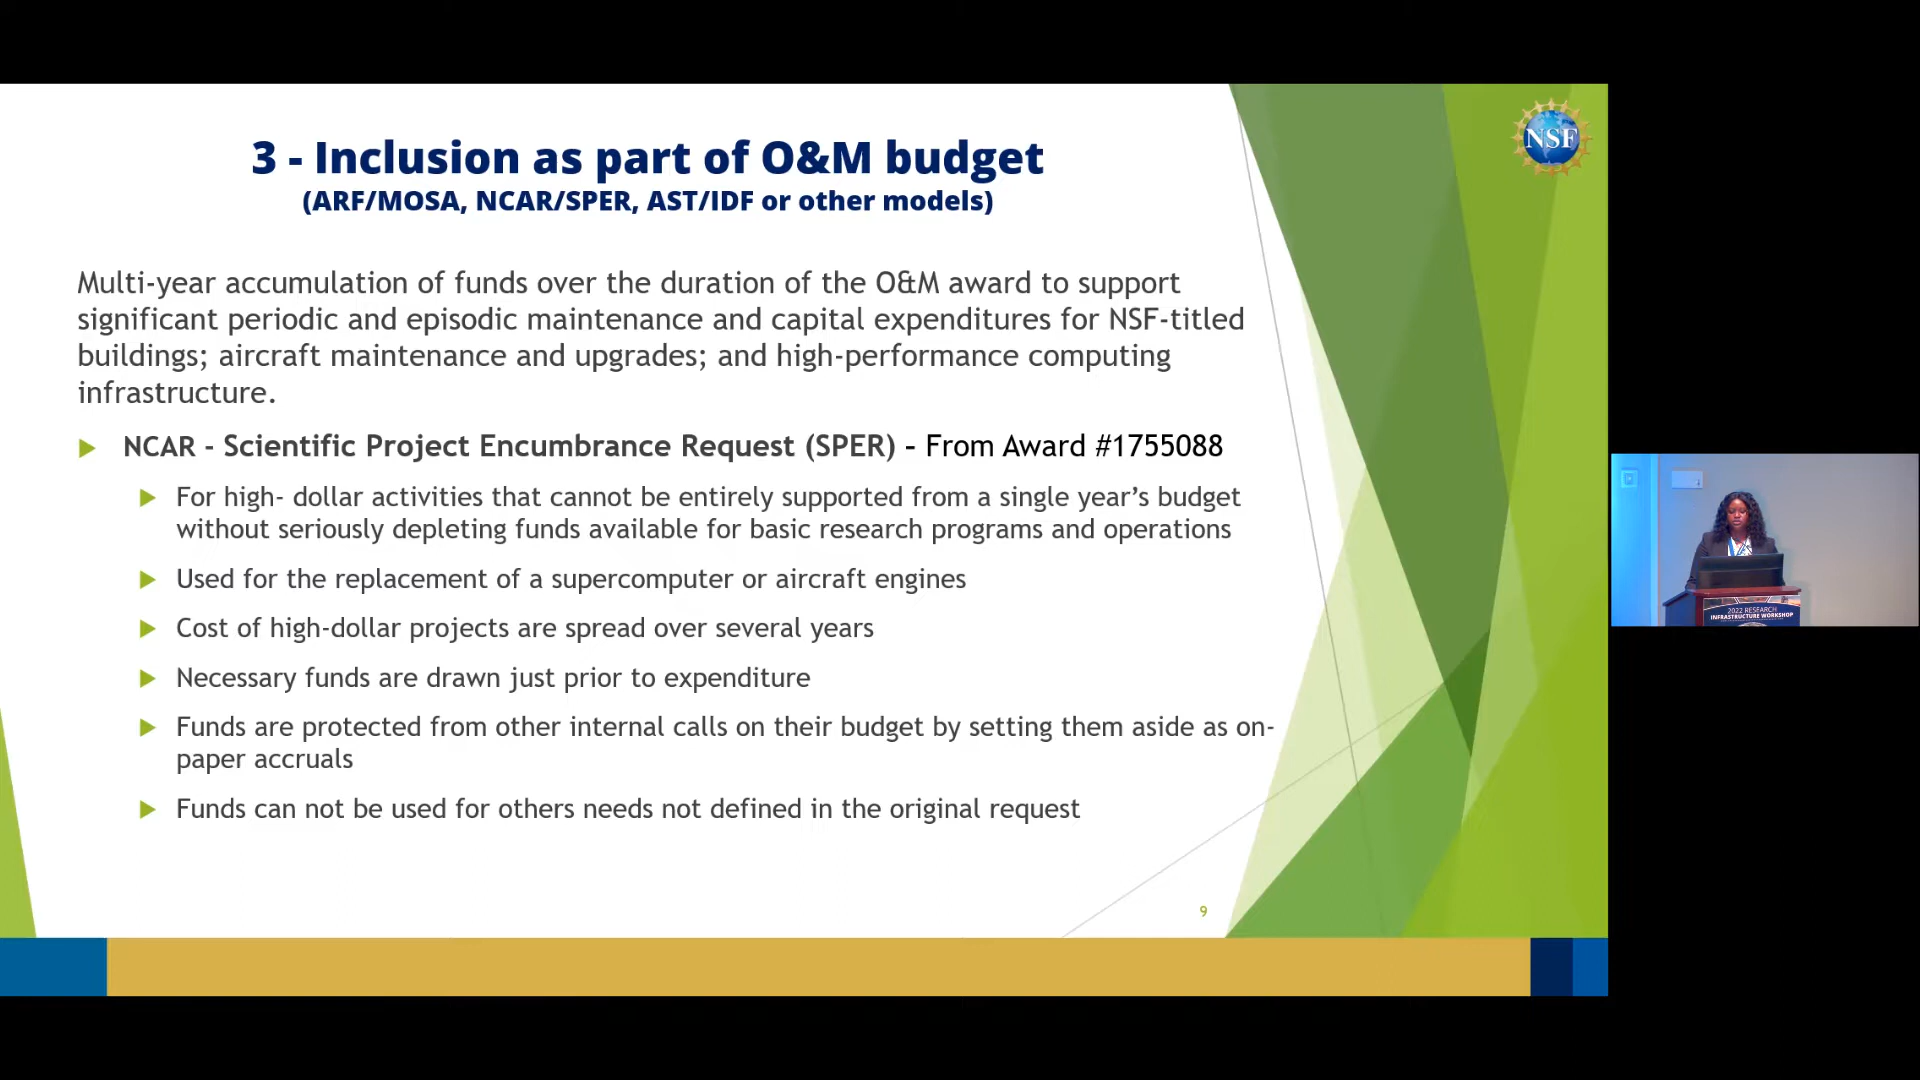 NSF
3 - Inclusion as part of O&M budget
(ARF/MOSA, NCAR/SPER, AST/IDF or other models)
Multi-year accumulation of funds over the duration of the O&M award to support
significant periodic and episodic maintenance and capital expenditures for NSF-titled
buildings; aircraft maintenance and upgrades; and high-performance computing
infrastructure.
NCAR - Scientific Project Encumbrance Request (SPER) - From Award #1755088
For high- dollar activities that cannot be entirely supported from a single year's budget
without seriously depleting funds available for basic research programs and operations
Used for the replacement of a supercomputer or aircraft engines
Cost of high-dollar projects are spread over several years
Necessary funds are drawn just prior to expenditure
Funds are protected from other internal calls on their budget by setting them aside as on-
paper accruals
Funds can not be used for others needs not defined in the original request
9
2022 RESEARCH
INFRASTRUCTURE WORKSHOP